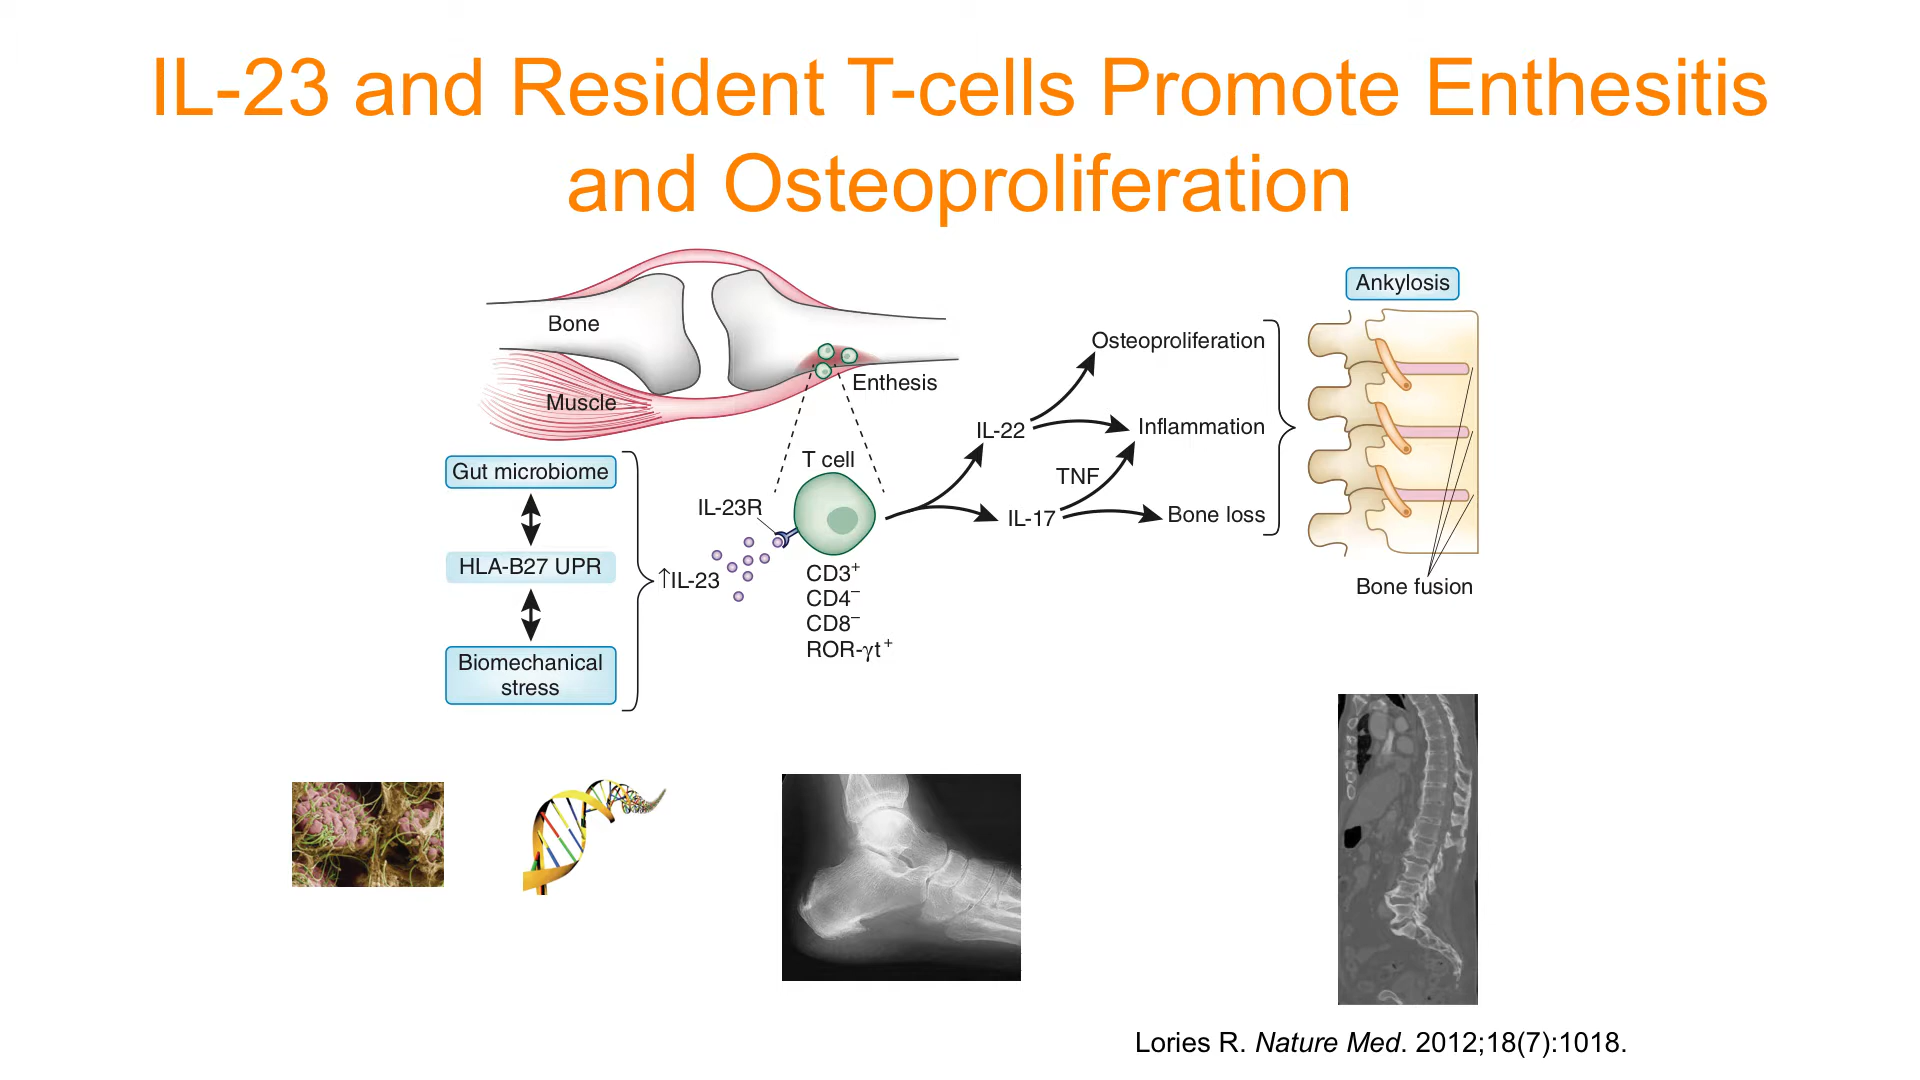 IL-23 and Resident T-cells Promote Enthesitis
and Osteoproliferation
Bone
Muscle
Enthesis
Gut microbiome
HLA-B27 UPR
Biomechanical
stress
↑IL-23
IL-23R
T cell
CD3⁺
CD4⁻
CD8⁻
ROR-γt⁺
IL-22
IL-17
TNF
Osteoproliferation
Inflammation
Bone loss
Ankylosis
Bone fusion
Lories R. Nature Med. 2012;18(7):1018.